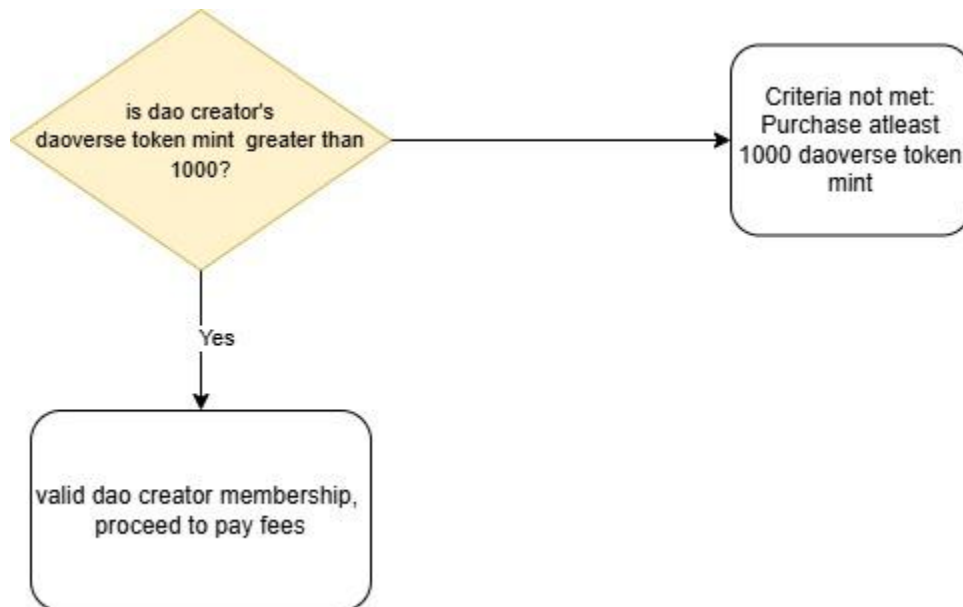 is dao creator's
daoverse token mint  greater than
1000?
Criteria not met:
Purchase atleast
1000 daoverse token
mint
Yes
valid dao creator membership,
proceed to pay fees